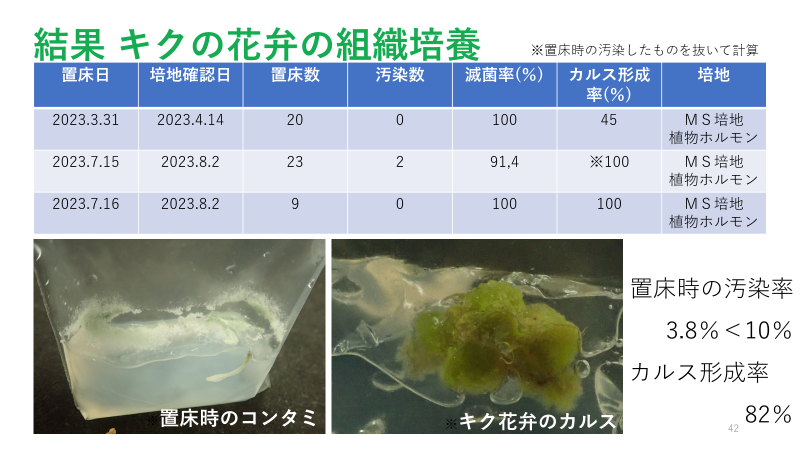 結果 キクの花弁の組織培養
※置床時の汚染したものを抜いて計算
置床日 培地確認日 置床数 汚染数 滅菌率(%) カルス形成率(%) 培地
2023.3.31 2023.4.14 20 0 100 45 ＭＳ培地 植物ホルモン
2023.7.15 2023.8.2 23 2 91,4 ※100 ＭＳ培地 植物ホルモン
2023.7.16 2023.8.2 9 0 100 100 ＭＳ培地 植物ホルモン
※置床時のコンタミ
※キク花弁のカルス
置床時の汚染率
3.8％＜10％
カルス形成率
82％
42